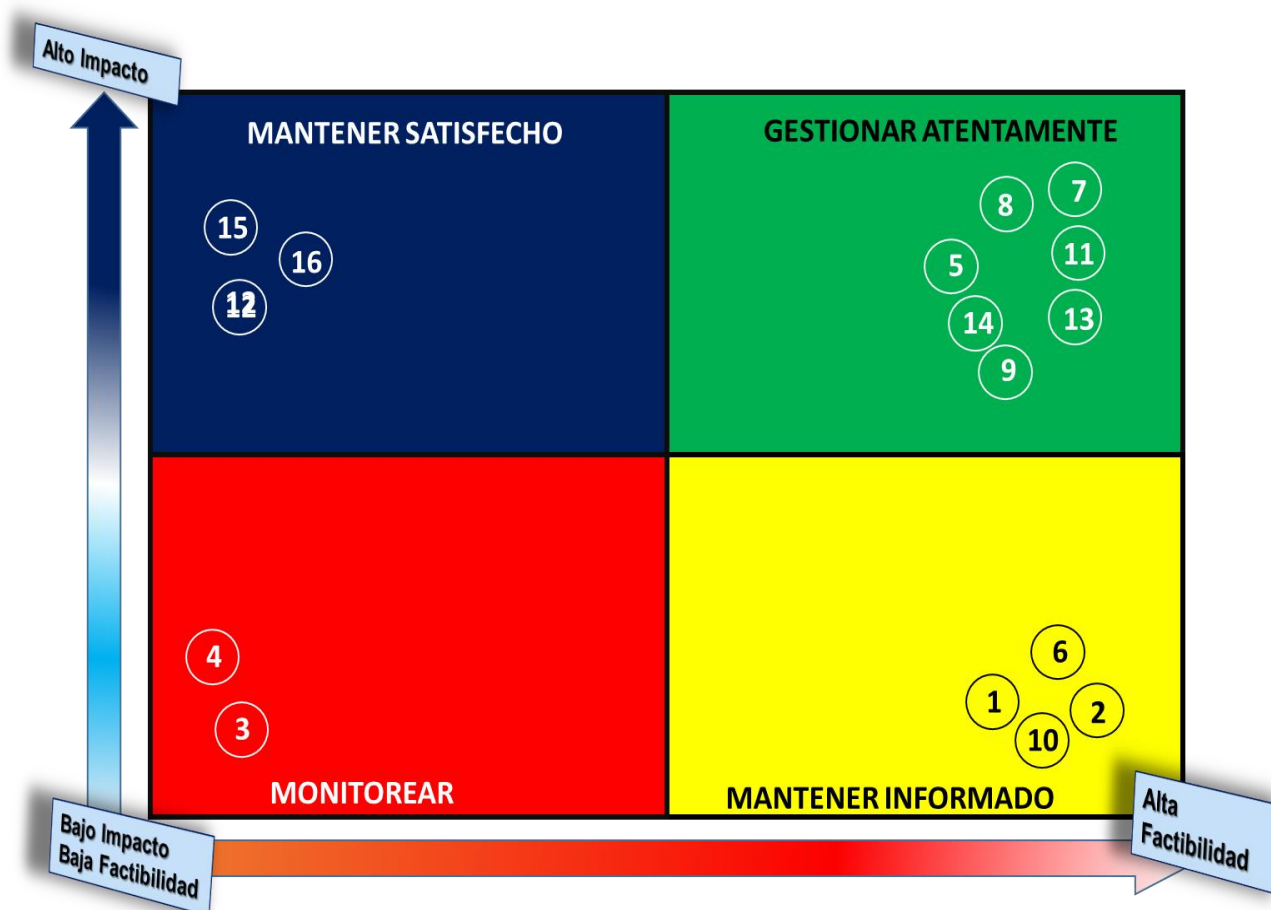 Alto Impacto
MANTENER SATISFECHO
GESTIONAR ATENTAMENTE
15
16
12
8
7
5
11
14
13
9
4
3
6
1
2
10
MONITOREAR
MANTENER INFORMADO
Bajo Impacto
Baja Factibilidad
Alta
Factibilidad